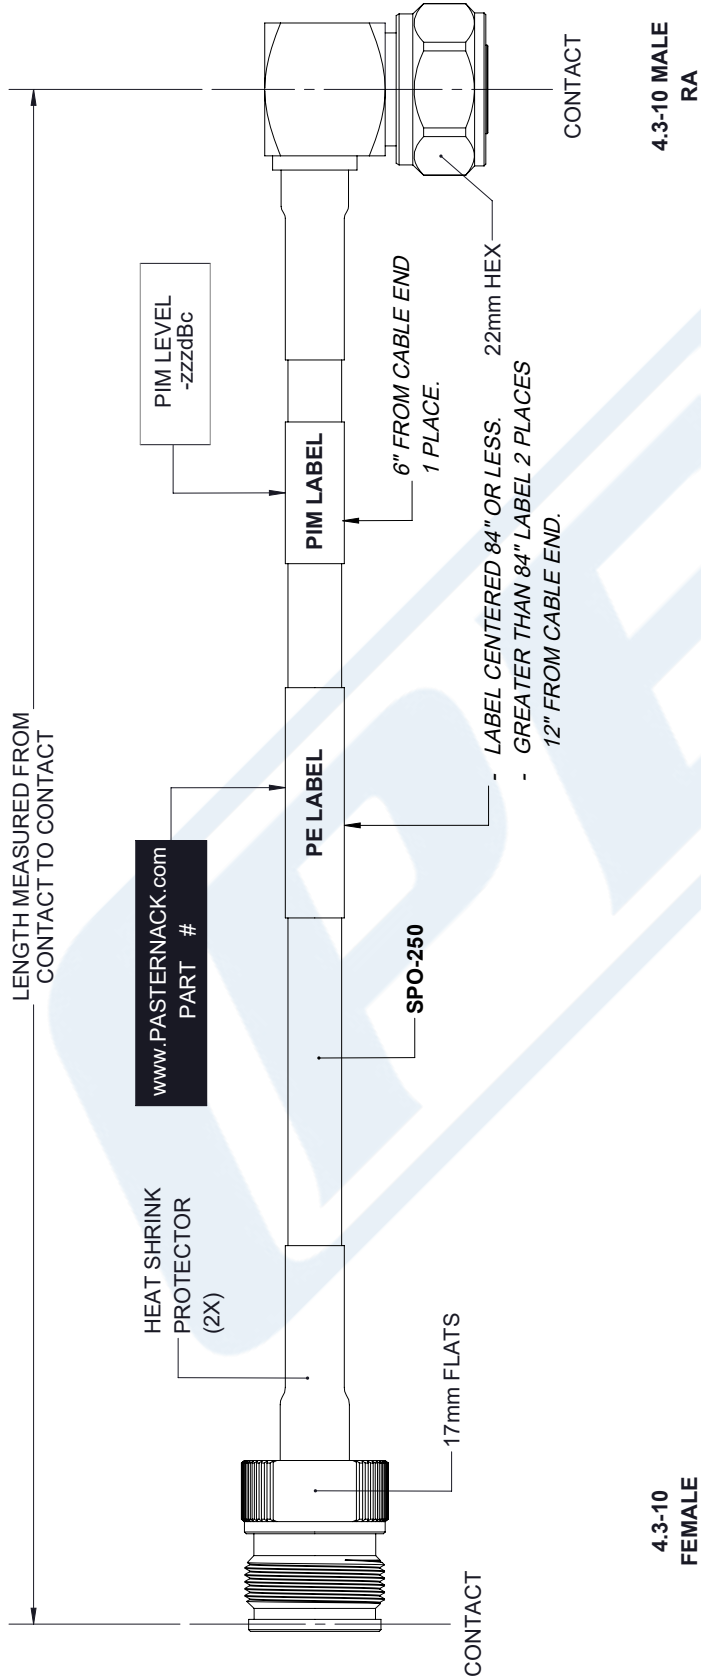 LENGTH MEASURED FROM
CONTACT TO CONTACT
www.PASTERNACK.com
PART #
PIM LEVEL
-zzzdBc
HEAT SHRINK
PROTECTOR
(2X)
PE LABEL
PIM LABEL
6" FROM CABLE END
1 PLACE.
SPO-250
17mm FLATS
22mm HEX
- LABEL CENTERED 84" OR LESS.
- GREATER THAN 84" LABEL 2 PLACES
12" FROM CABLE END.
CONTACT
CONTACT
4.3-10
FEMALE
4.3-10 MALE
RA